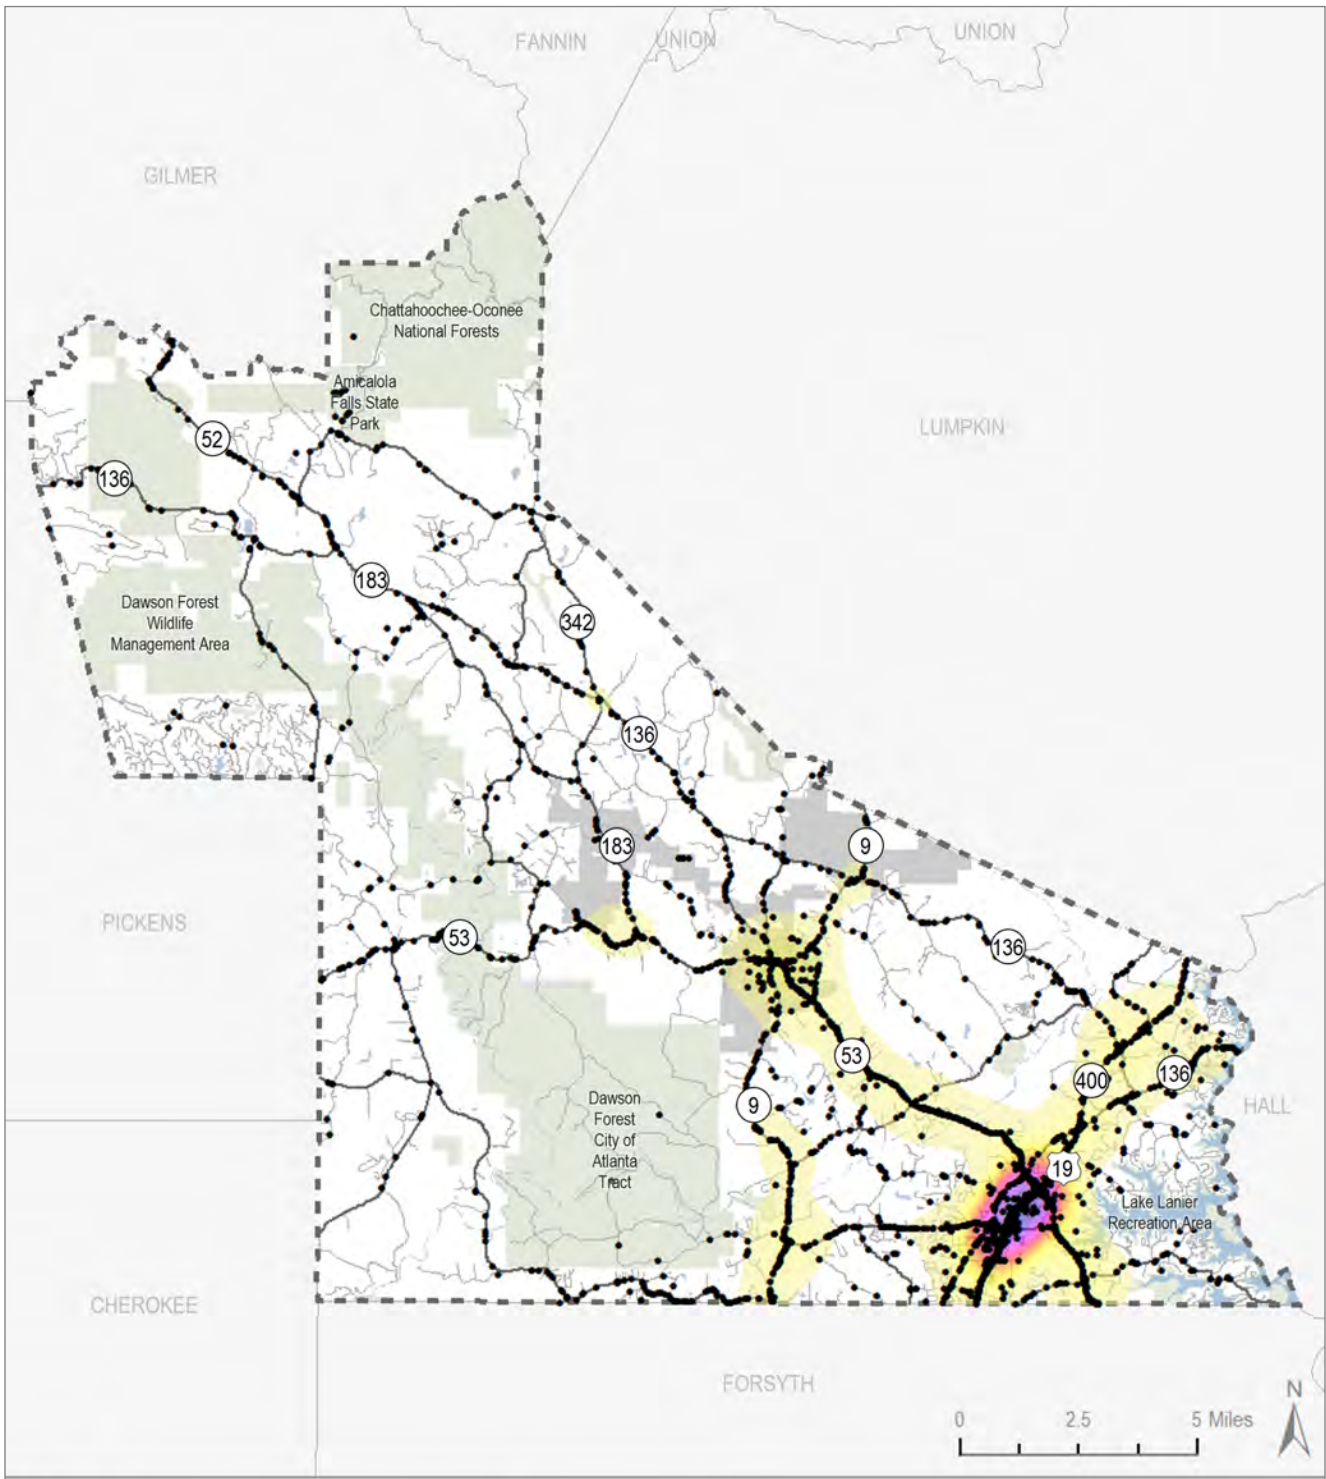 FANNIN
UNION
UNION
GILMER
Chattahoochee-Oconee
National Forests
Amicalola
Falls State
Park
LUMPKIN
52
136
183
Dawson Forest
Wildlife
Management Area
342
136
183
9
PICKENS
53
136
53
400
136
9
HALL
Dawson
Forest
City of
Atlanta
Tract
19
Lake Lanier
Recreation Area
CHEROKEE
FORSYTH
N
0 2.5 5 Miles